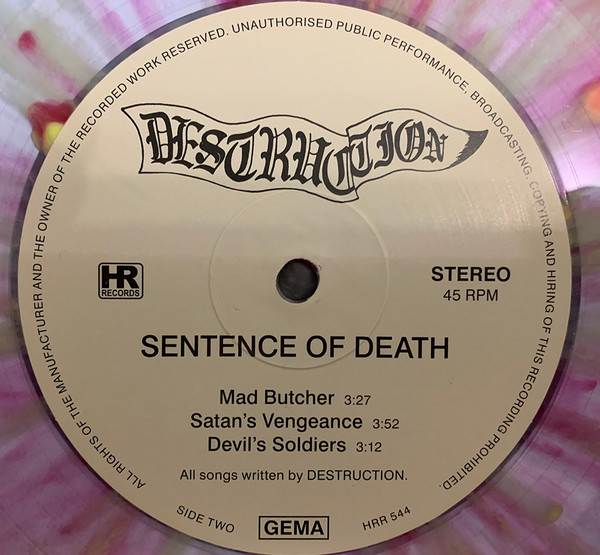 ALL RIGHTS OF THE MANUFACTURER AND THE OWNER OF THE RECORDED WORK RESERVED. UNAUTHORISED PUBLIC PERFORMANCE, BROADCASTING, COPYING AND HIRING OF THIS RECORDING PROHIBITED.
DESTRUCTION
HR
RECORDS
STEREO
45 RPM
SENTENCE OF DEATH
Mad Butcher 3:27
Satan's Vengeance 3:52
Devil's Soldiers 3:12
All songs written by DESTRUCTION.
SIDE TWO
GEMA
HRR 544